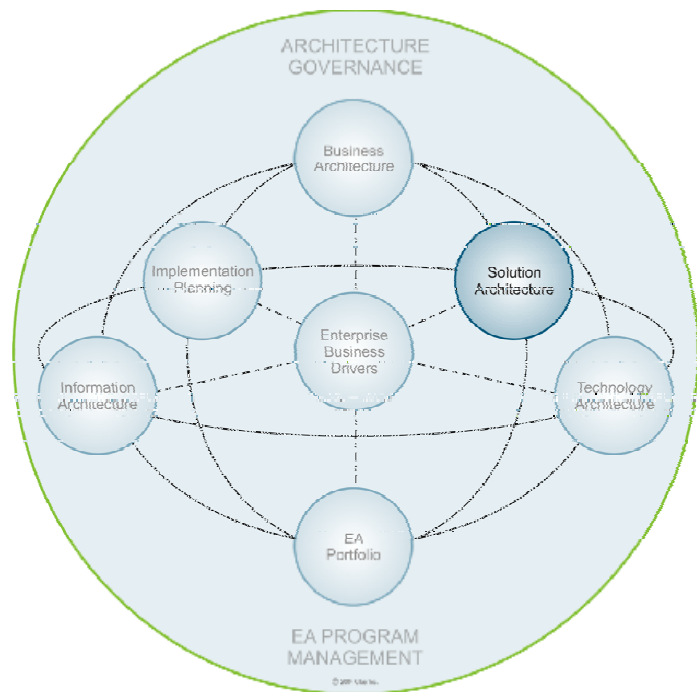 ARCHITECTURE
GOVERNANCE
Business
Architecture
Implementation
Planning
Solution
Architecture
Enterprise
Business
Drivers
Information
Architecture
Technology
Architecture
EA
Portfolio
EA PROGRAM
MANAGEMENT